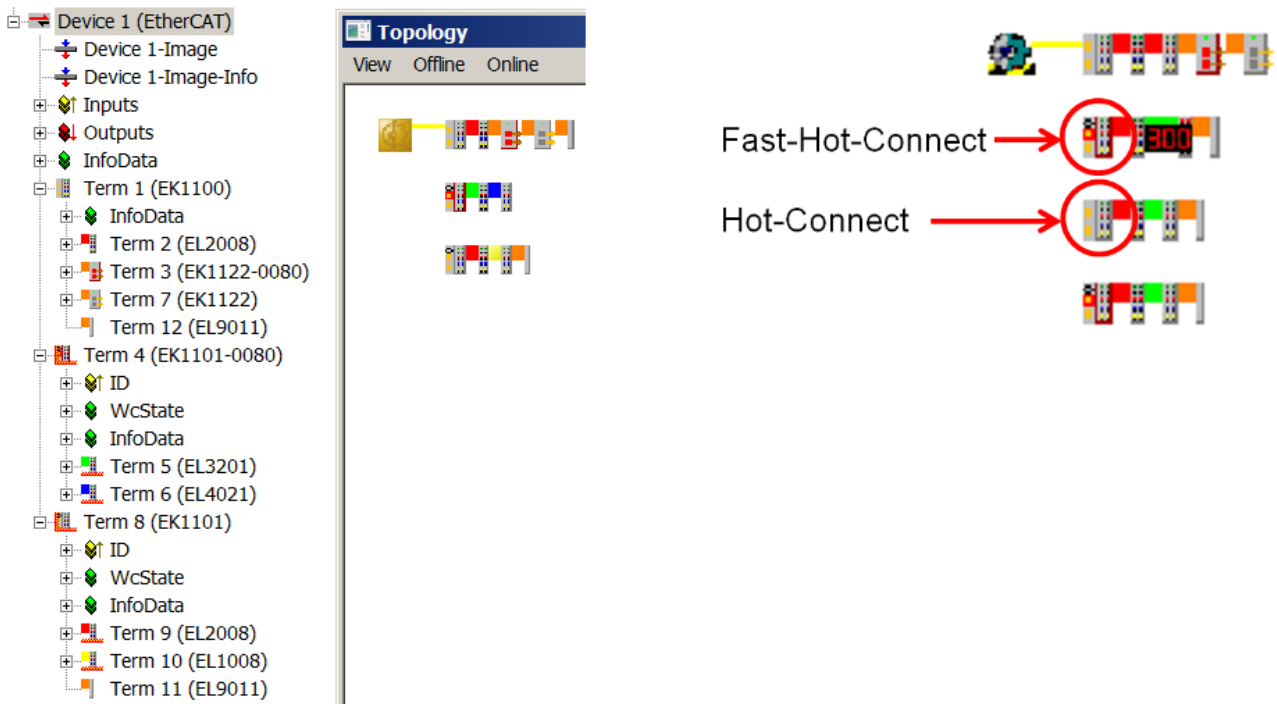 Device 1 (EtherCAT)
Device 1-Image
Device 1-Image-Info
Inputs
Outputs
InfoData
Term 1 (EK1100)
InfoData
Term 2 (EL2008)
Term 3 (EK1122-0080)
Term 7 (EK1122)
Term 12 (EL9011)
Term 4 (EK1101-0080)
ID
WcState
InfoData
Term 5 (EL3201)
Term 6 (EL4021)
Term 8 (EK1101)
ID
WcState
InfoData
Term 9 (EL2008)
Term 10 (EL1008)
Term 11 (EL9011)
Topology
View Offline Online
Fast-Hot-Connect
300
Hot-Connect